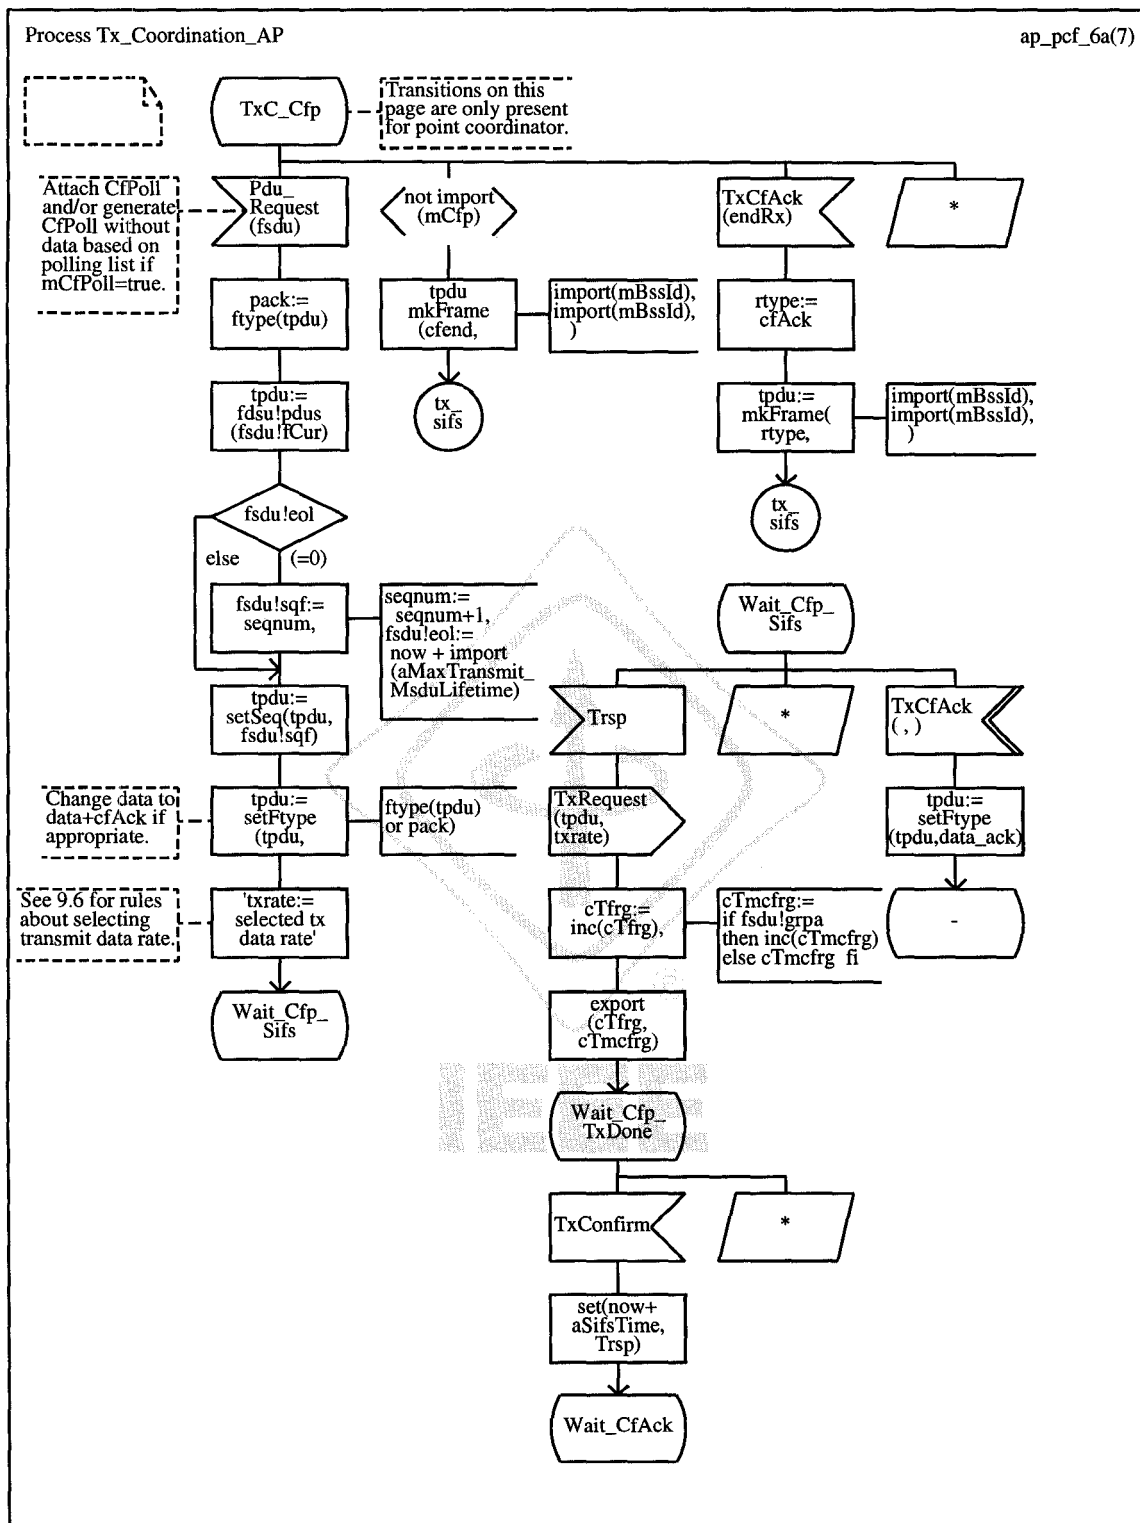 Process Tx_Coordination_AP
ap_pcf_6a(7)
TxC_Cfp
Transitions on this
page are only present
for point coordinator.
Attach CfPoll
and/or generate
CfPoll without
data based on
polling list if
mCfPoll=true.
Pdu_
Request
(fsdu)
not import
(mCfp)
TxCfAck
(endRx)
*
pack:=
ftype(tpdu)
tpdu
mkFrame
(cfend,
import(mBssId),
import(mBssId),
)
rtype:=
cfAck
tpdu:=
fdsu!pdus
(fsdu!fCur)
tx_
sifs
tpdu:=
mkFrame(
rtype,
import(mBssId),
import(mBssId),
)
tx_
sifs
fsdu!eol
else
(=0)
fsdu!sqf:=
seqnum,
seqnum:=
seqnum+1,
fsdu!eol:=
now + import
(aMaxTransmit_
MsduLifetime)
tpdu:=
setSeq(tpdu,
fsdu!sqf)
Change data to
data+cfAck if
appropriate.
tpdu:=
setFtype
(tpdu,
ftype(tpdu)
or pack)
See 9.6 for rules
about selecting
transmit data rate.
'txrate:=
selected tx
data rate'
Wait_Cfp_
Sifs
Wait_Cfp_
Sifs
Trsp
*
TxCfAck
( , )
TxRequest
(tpdu,
txrate)
tpdu:=
setFtype
(tpdu,data_ack)
cTfrg:=
inc(cTfrg),
cTmcfrg:=
if fsdu!grpa
then inc(cTmcfrg)
else cTmcfrg fi
-
export
(cTfrg,
cTmcfrg)
Wait_Cfp_
TxDone
TxConfirm
*
set(now+
aSifsTime,
Trsp)
Wait_CfAck
IEEE